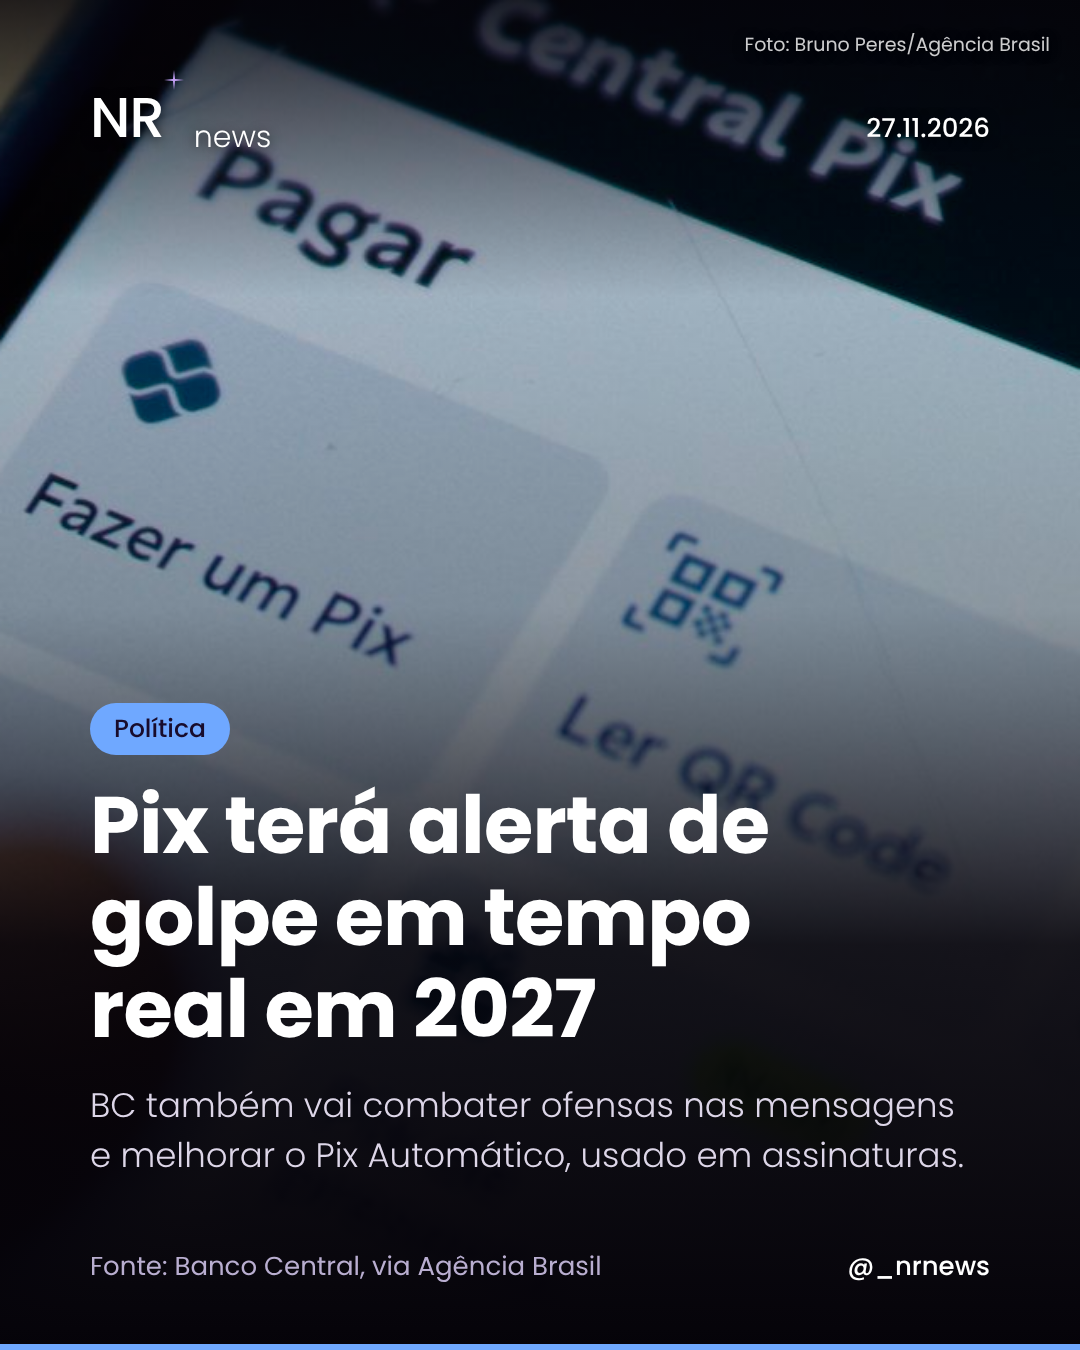 Foto: Bruno Peres/Agência Brasil
Central Pix
NR news
27.11.2026
Pagar
Fazer um Pix
Ler QR Code
Política
Pix terá alerta de
golpe em tempo
real em 2027
BC também vai combater ofensas nas mensagens
e melhorar o Pix Automático, usado em assinaturas.
Fonte: Banco Central, via Agência Brasil
@_nrnews